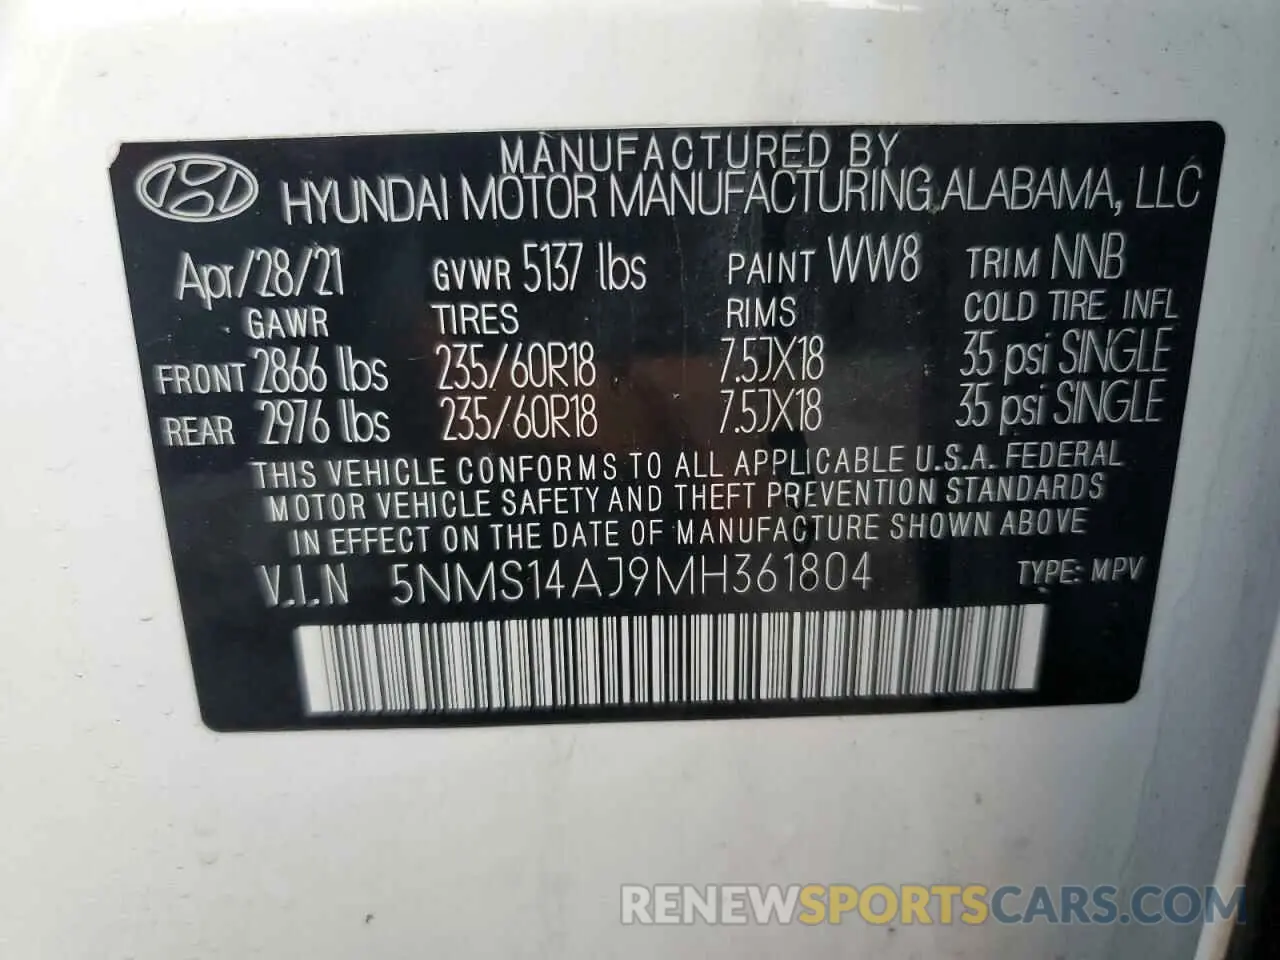 MANUFACTURED BY
HYUNDAI MOTOR MANUFACTURING ALABAMA, LLC
Apr/28/21 GVWR 5137 lbs PAINT WW8 TRIM NNB
GAWR TIRES RIMS COLD TIRE INFL
FRONT 2866 lbs 235/60R18 7.5JX18 35 psi SINGLE
REAR 2976 lbs 235/60R18 7.5JX18 35 psi SINGLE
THIS VEHICLE CONFORMS TO ALL APPLICABLE U.S.A. FEDERAL
MOTOR VEHICLE SAFETY AND THEFT PREVENTION STANDARDS
IN EFFECT ON THE DATE OF MANUFACTURE SHOWN ABOVE
V.I.N 5NMS14AJ9MH361804 TYPE: MPV
RENEWSPORTSCARS.COM